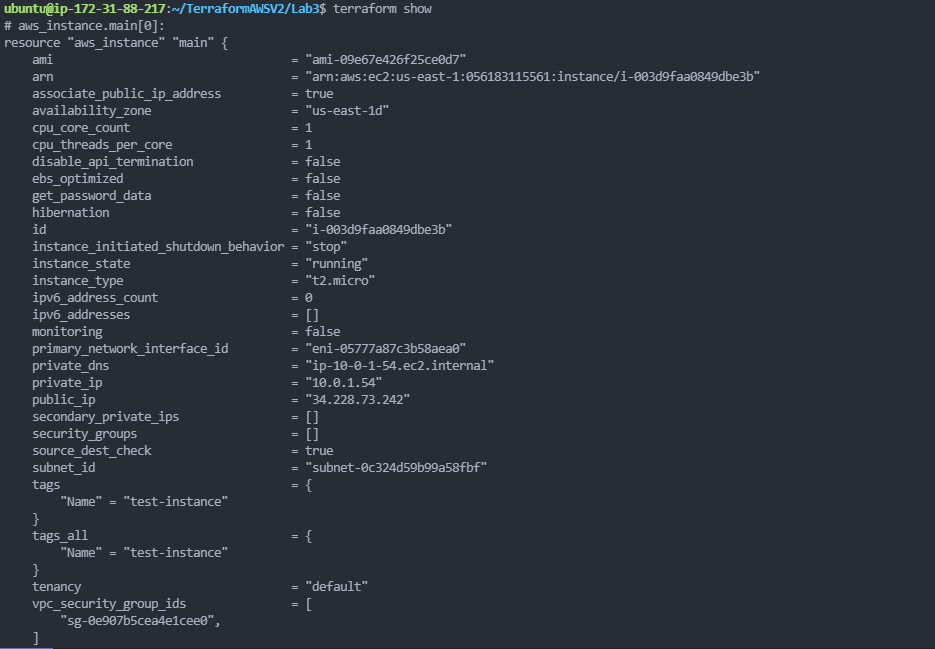 ubuntu@ip-172-31-88-217:~/TerraformAWSV2/Lab3$ terraform show
# aws_instance.main[0]:
resource "aws_instance" "main" {
    ami                                  = "ami-09e67e426f25ce0d7"
    arn                                  = "arn:aws:ec2:us-east-1:056183115561:instance/i-003d9faa0849dbe3b"
    associate_public_ip_address          = true
    availability_zone                    = "us-east-1d"
    cpu_core_count                       = 1
    cpu_threads_per_core                 = 1
    disable_api_termination              = false
    ebs_optimized                        = false
    get_password_data                    = false
    hibernation                          = false
    id                                   = "i-003d9faa0849dbe3b"
    instance_initiated_shutdown_behavior = "stop"
    instance_state                       = "running"
    instance_type                        = "t2.micro"
    ipv6_address_count                   = 0
    ipv6_addresses                       = []
    monitoring                           = false
    primary_network_interface_id         = "eni-05777a87c3b58aea0"
    private_dns                          = "ip-10-0-1-54.ec2.internal"
    private_ip                           = "10.0.1.54"
    public_ip                            = "34.228.73.242"
    secondary_private_ips                = []
    security_groups                      = []
    source_dest_check                    = true
    subnet_id                            = "subnet-0c324d59b99a58fbf"
    tags                                 = {
        "Name" = "test-instance"
    }
    tags_all                             = {
        "Name" = "test-instance"
    }
    tenancy                              = "default"
    vpc_security_group_ids               = [
        "sg-0e907b5cea4e1cee0",
    ]